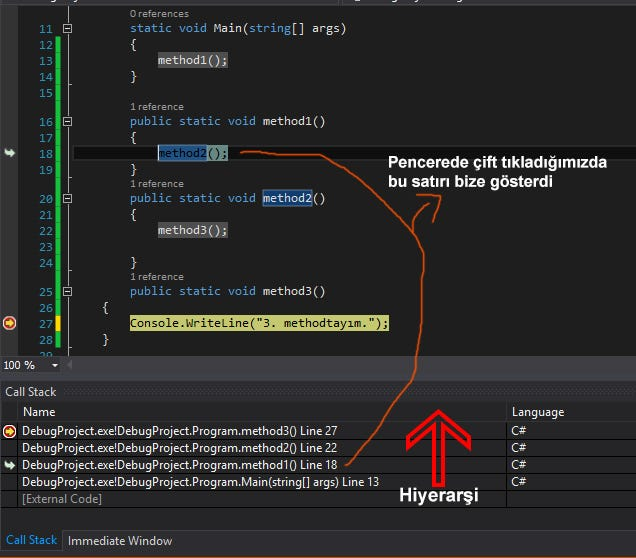 0 references
11 static void Main(string[] args)
12 {
13 method1();
14 }
15
1 reference
16 public static void method1()
17 {
18 method2();
19 }
1 reference
20 public static void method2()
21 {
22 method3();
23
24 }
1 reference
25 public static void method3()
26 {
27 Console.WriteLine("3. methodtayım.");
28 }
Pencerede çift tıkladığımızda
bu satırı bize gösterdi
100 %
Call Stack
Name Language
DebugProject.exe!DebugProject.Program.method3() Line 27 C#
DebugProject.exe!DebugProject.Program.method2() Line 22 C#
DebugProject.exe!DebugProject.Program.method1() Line 18 C#
DebugProject.exe!DebugProject.Program.Main(string[] args) Line 13 C#
[External Code]
Hiyerarşi
Call Stack Immediate Window